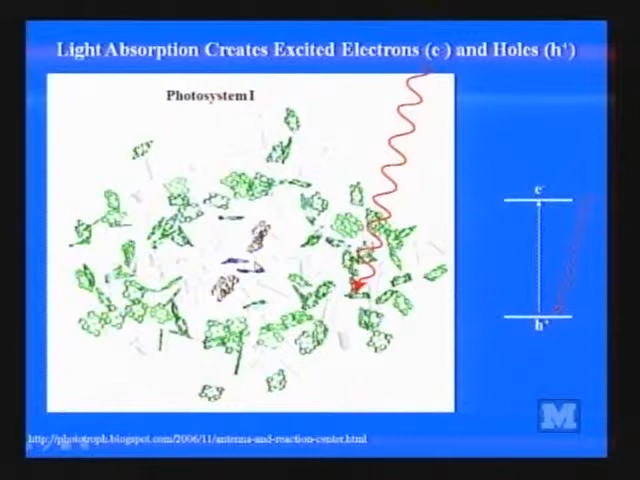 Light Absorption Creates Excited Electrons (e⁻) and Holes (h⁺)
Photosystem I
e⁻
h⁺
M
http://phototroph.blogspot.com/2006/11/antenna-and-reaction-center.html